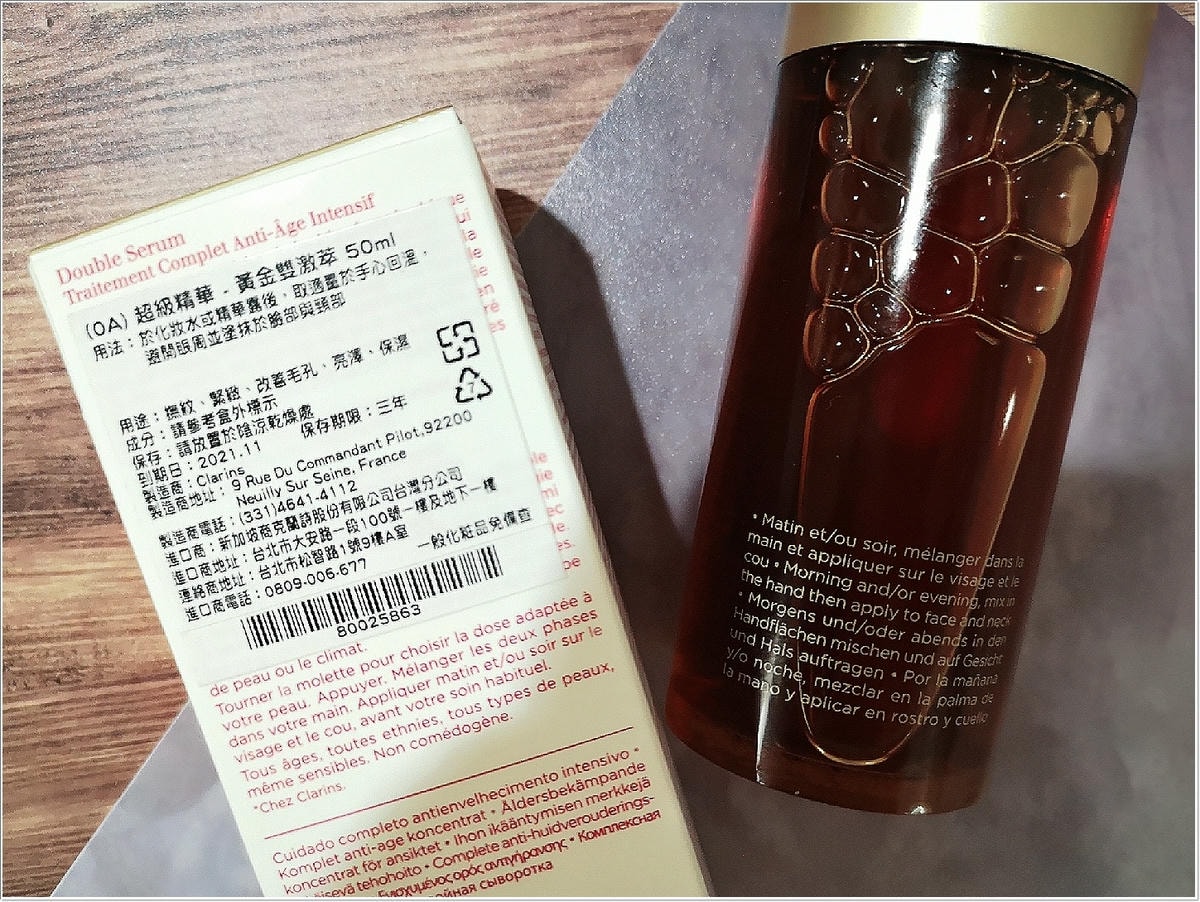 Double Serum
Traitement Complet Anti-Âge Intensif
(0A) 超級精華 - 黃金雙激萃 50ml
用法：於化妝水或精華露後，取適量於手心回溫，
避開眼周並塗抹於臉部與頸部
用途：撫紋、緊緻、改善毛孔、亮澤、保濕
成分：請參考盒外標示
保存：請放置於陰涼乾燥處
到期日：2021.11 保存期限：三年
製造商：Clarins
製造商地址：9 Rue Du Commandant Pilot,92200
Neuilly Sur Seine, France
製造商電話：(331)4641-4112
進口商：新加坡商克蘭詩股份有限公司台灣分公司
進口商地址：台北市大安路一段100號一樓及地下一樓
連絡商地址：台北市松智路1號9樓A室
進口商電話：0809-006-677 一般化粧品免備查
7
80025863
de peau ou le climat.
Tourner la molette pour choisir la dose adaptée à
votre peau. Appuyer. Mélanger les deux phases
dans votre main. Appliquer matin et/ou soir sur le
visage et le cou, avant votre soin habituel.
Tous âges, toutes ethnies, tous types de peaux,
même sensibles. Non comédogène.
*Chez Clarins.
Cuidado completo antienvelhecimento intensivo •
Komplet anti-age koncentrat • Åldersbekämpande
koncentrat för ansiktet • Ihon ikääntymisen merkkejä
tehohoito • Complete anti-huidverouderings-
Ενισχυμένος ορός αντιγήρανσης • Комплексная
сыворотка
• Matin et/ou soir, mélanger dans la
main et appliquer sur le visage et le
cou • Morning and/or evening, mix in
the hand then apply to face and neck
• Morgens und/oder abends in den
Handflächen mischen und auf Gesicht
und Hals auftragen • Por la mañana
y/o noche, mezclar en la palma de
la mano y aplicar en rostro y cuello